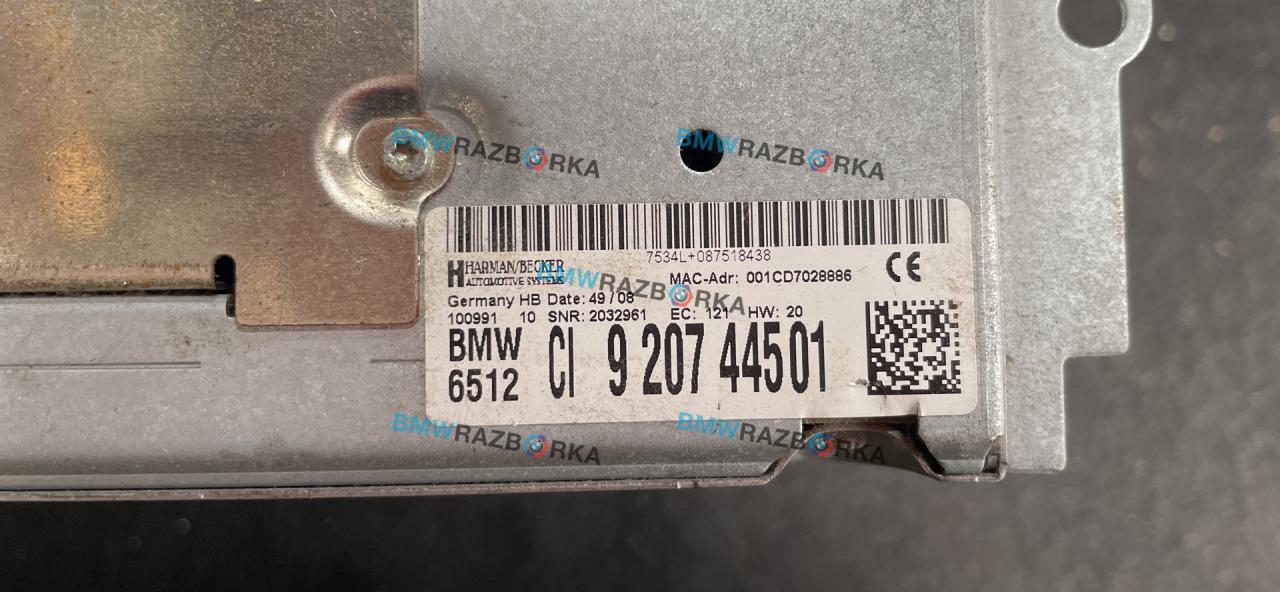 BMWRAZBORKA
BMWRAZBORKA
7534L+087518438
HARMAN/BECKER
AUTOMOTIVE SYSTEMS
MAC-Adr: 001CD7028886
CE
BMWRAZBORKA
Germany HB Date: 49/08
100991 10 SNR: 2032961 EC: 121 HW: 20
BMW
6512
CI 9 207 445 01
BMWRAZBORKA
BMWRAZBORKA